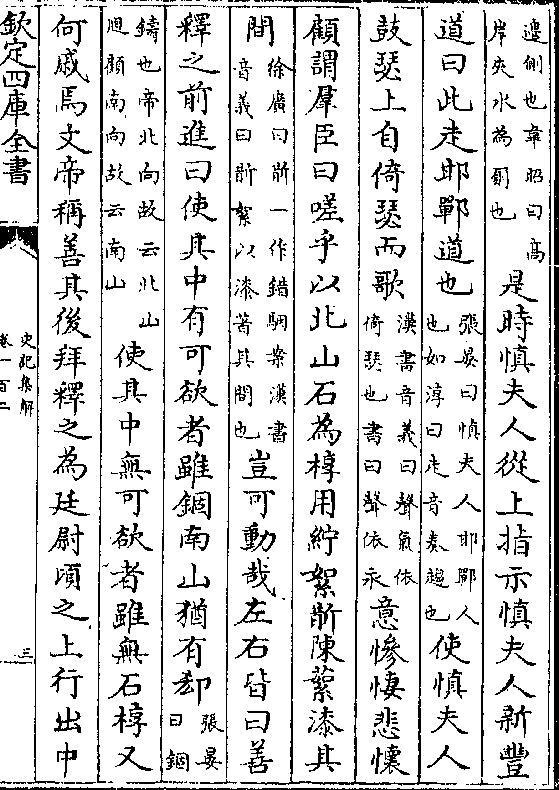 邊側也韋昭曰高
岸夾水為厠也
是時慎夫人從上指示慎夫人新豐
道曰此走邯鄲道也
張晏曰慎夫人邯鄲人
也如淳曰走音奏趨也
使慎夫人
鼓瑟上自倚瑟而歌
漢書音義曰聲氣依
倚瑟也書曰聲依永
意慘悽悲懷
顧謂羣臣曰嗟乎以北山石為椁用紵絮斮陳蕠漆其
間
徐廣曰斮一作錯駰案漢書
音義曰斮絮以漆著其間也
豈可動哉左右皆曰善
釋之前進曰使其中有可欲者雖錮南山猶有郄
張晏
曰錮
鑄也帝北向故云北山
迴顧南向故云南山
使其中無可欲者雖無石椁又
何戚焉文帝稱善其後拜釋之為廷尉頃之上行出中
欽定四庫全書
史記集解
卷一百二
三